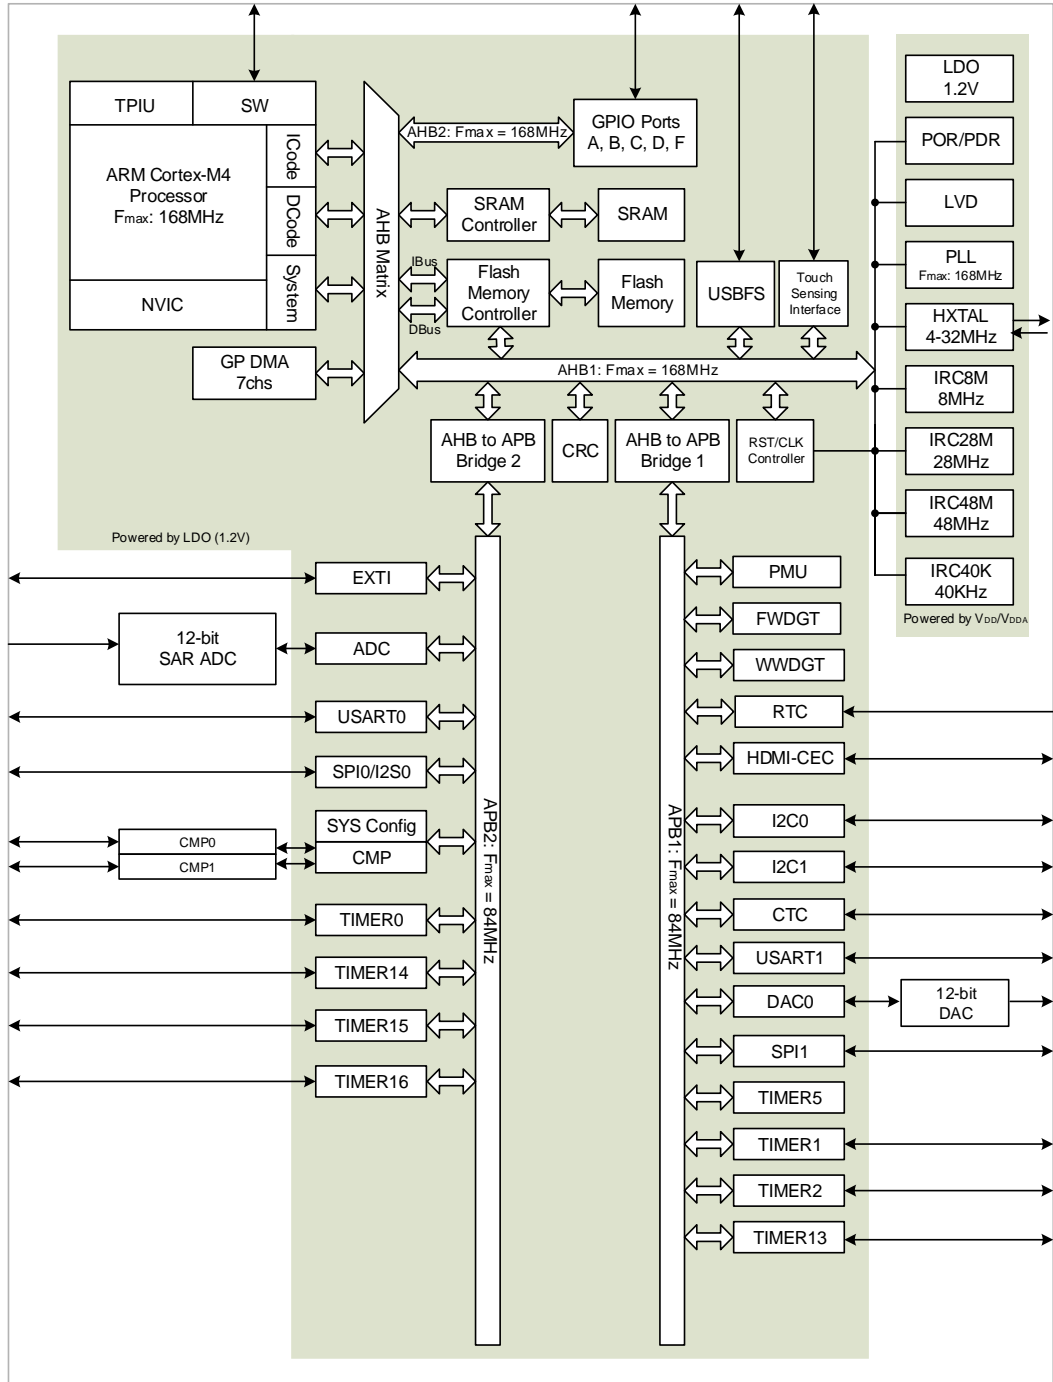 TPIU
SW
ARM Cortex-M4
Processor
Fmax: 168MHz
ICode
DCode
System
NVIC
GP DMA
7chs
AHB Matrix
AHB2: Fmax = 168MHz
GPIO Ports
A, B, C, D, F
SRAM
Controller
SRAM
IBus
DBus
Flash
Memory
Controller
Flash
Memory
USBFS
Touch
Sensing
Interface
AHB1: Fmax = 168MHz
AHB to APB
Bridge 2
CRC
AHB to APB
Bridge 1
RST/CLK
Controller
LDO
1.2V
POR/PDR
LVD
PLL
Fmax: 168MHz
HXTAL
4-32MHz
IRC8M
8MHz
IRC28M
28MHz
IRC48M
48MHz
IRC40K
40KHz
Powered by VDD/VDDA
Powered by LDO (1.2V)
EXTI
12-bit
SAR ADC
ADC
USART0
SPI0/I2S0
SYS Config
CMP
CMP0
CMP1
TIMER0
TIMER14
TIMER15
TIMER16
APB2: Fmax = 84MHz
APB1: Fmax = 84MHz
PMU
FWDGT
WWDGT
RTC
HDMI-CEC
I2C0
I2C1
CTC
USART1
DAC0
12-bit
DAC
SPI1
TIMER5
TIMER1
TIMER2
TIMER13